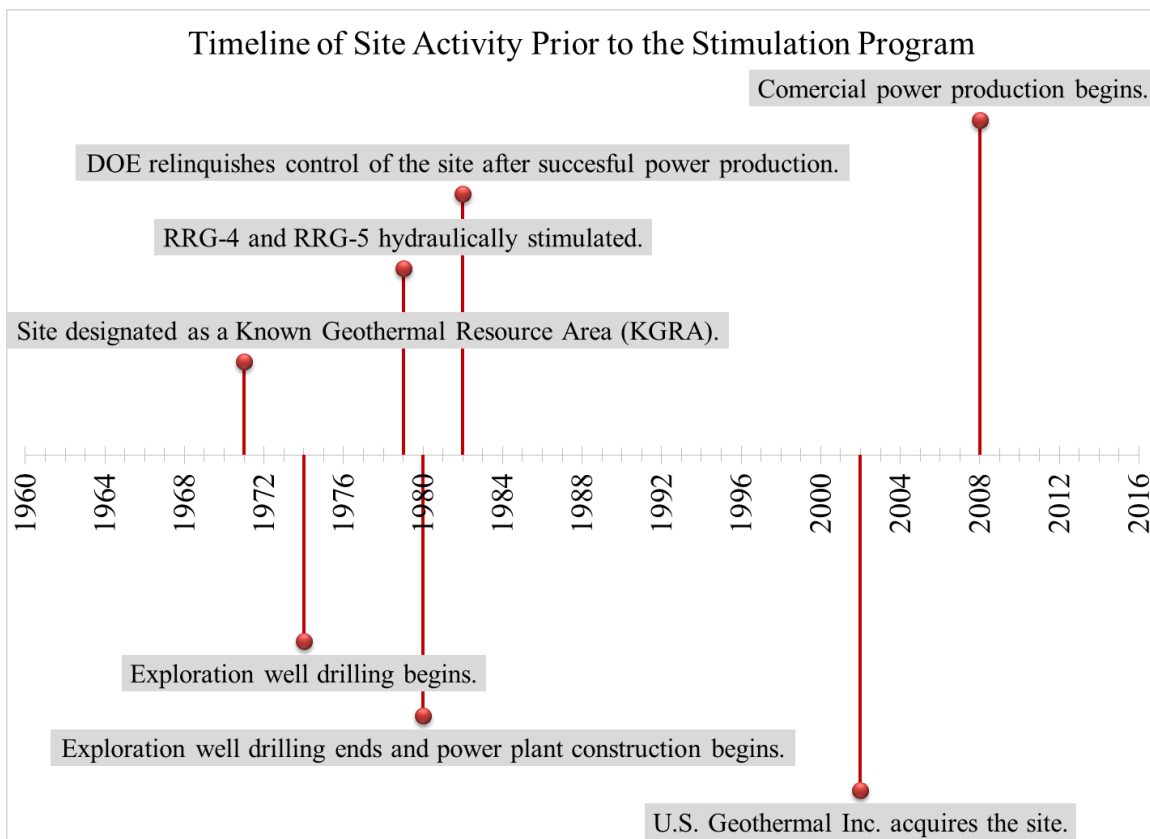 Timeline of Site Activity Prior to the Stimulation Program
Comercial power production begins.
DOE relinquishes control of the site after succesful power production.
RRG-4 and RRG-5 hydraulically stimulated.
Site designated as a Known Geothermal Resource Area (KGRA).
1960
1964
1968
1972
1976
1980
1984
1988
1992
1996
2000
2004
2008
2012
2016
Exploration well drilling begins.
Exploration well drilling ends and power plant construction begins.
U.S. Geothermal Inc. acquires the site.